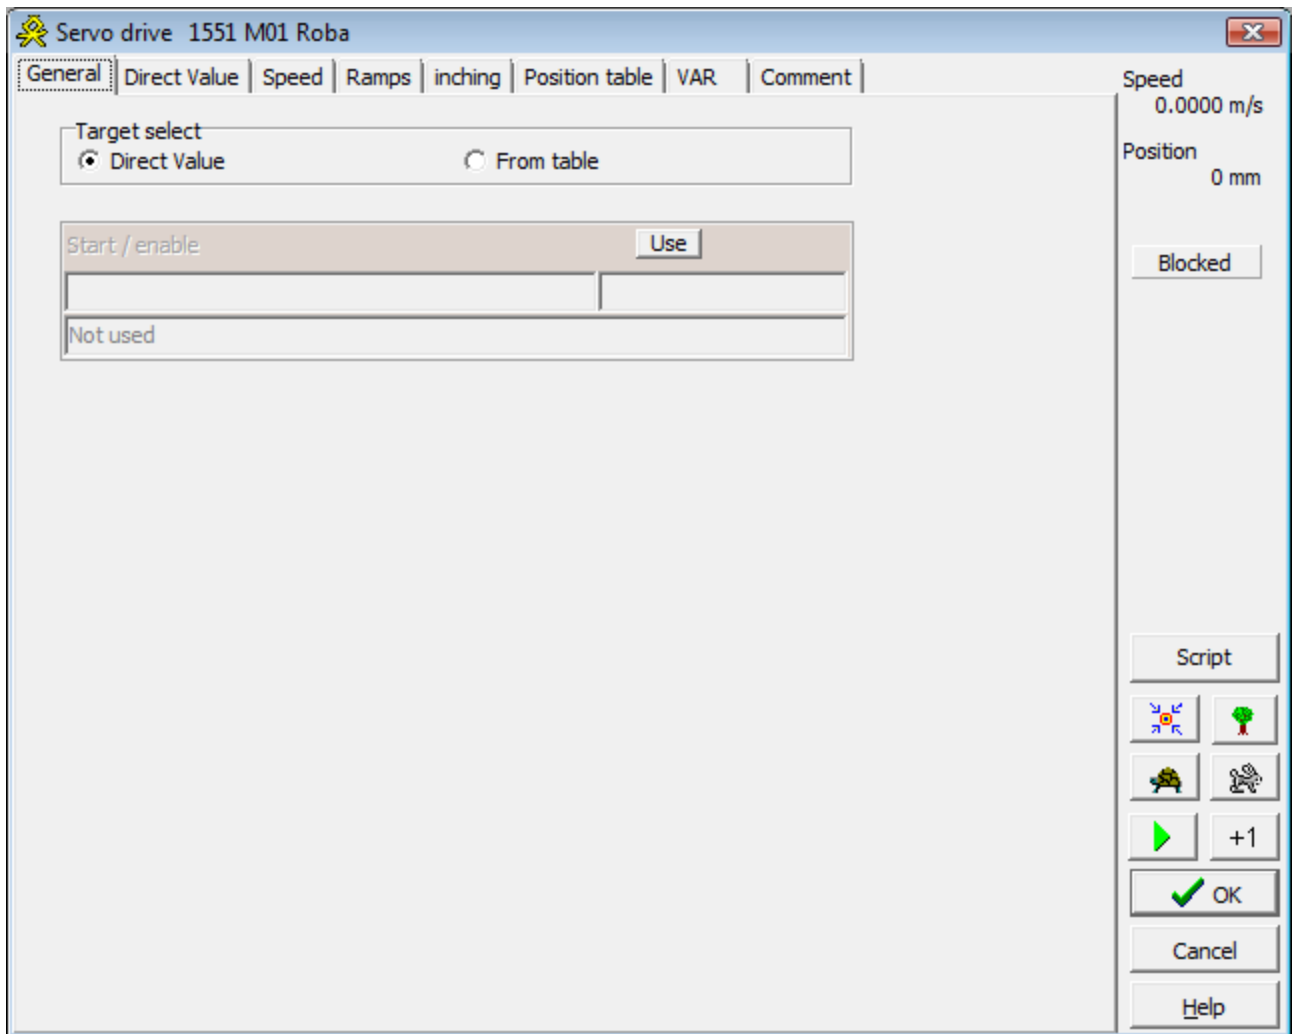 Servo drive 1551 M01 Roba
General Direct Value Speed Ramps inching Position table VAR Comment
Target select
Direct Value From table
Start / enable Use
Not used
Speed
0.0000 m/s
Position
0 mm
Blocked
Script
+1
OK
Cancel
Help